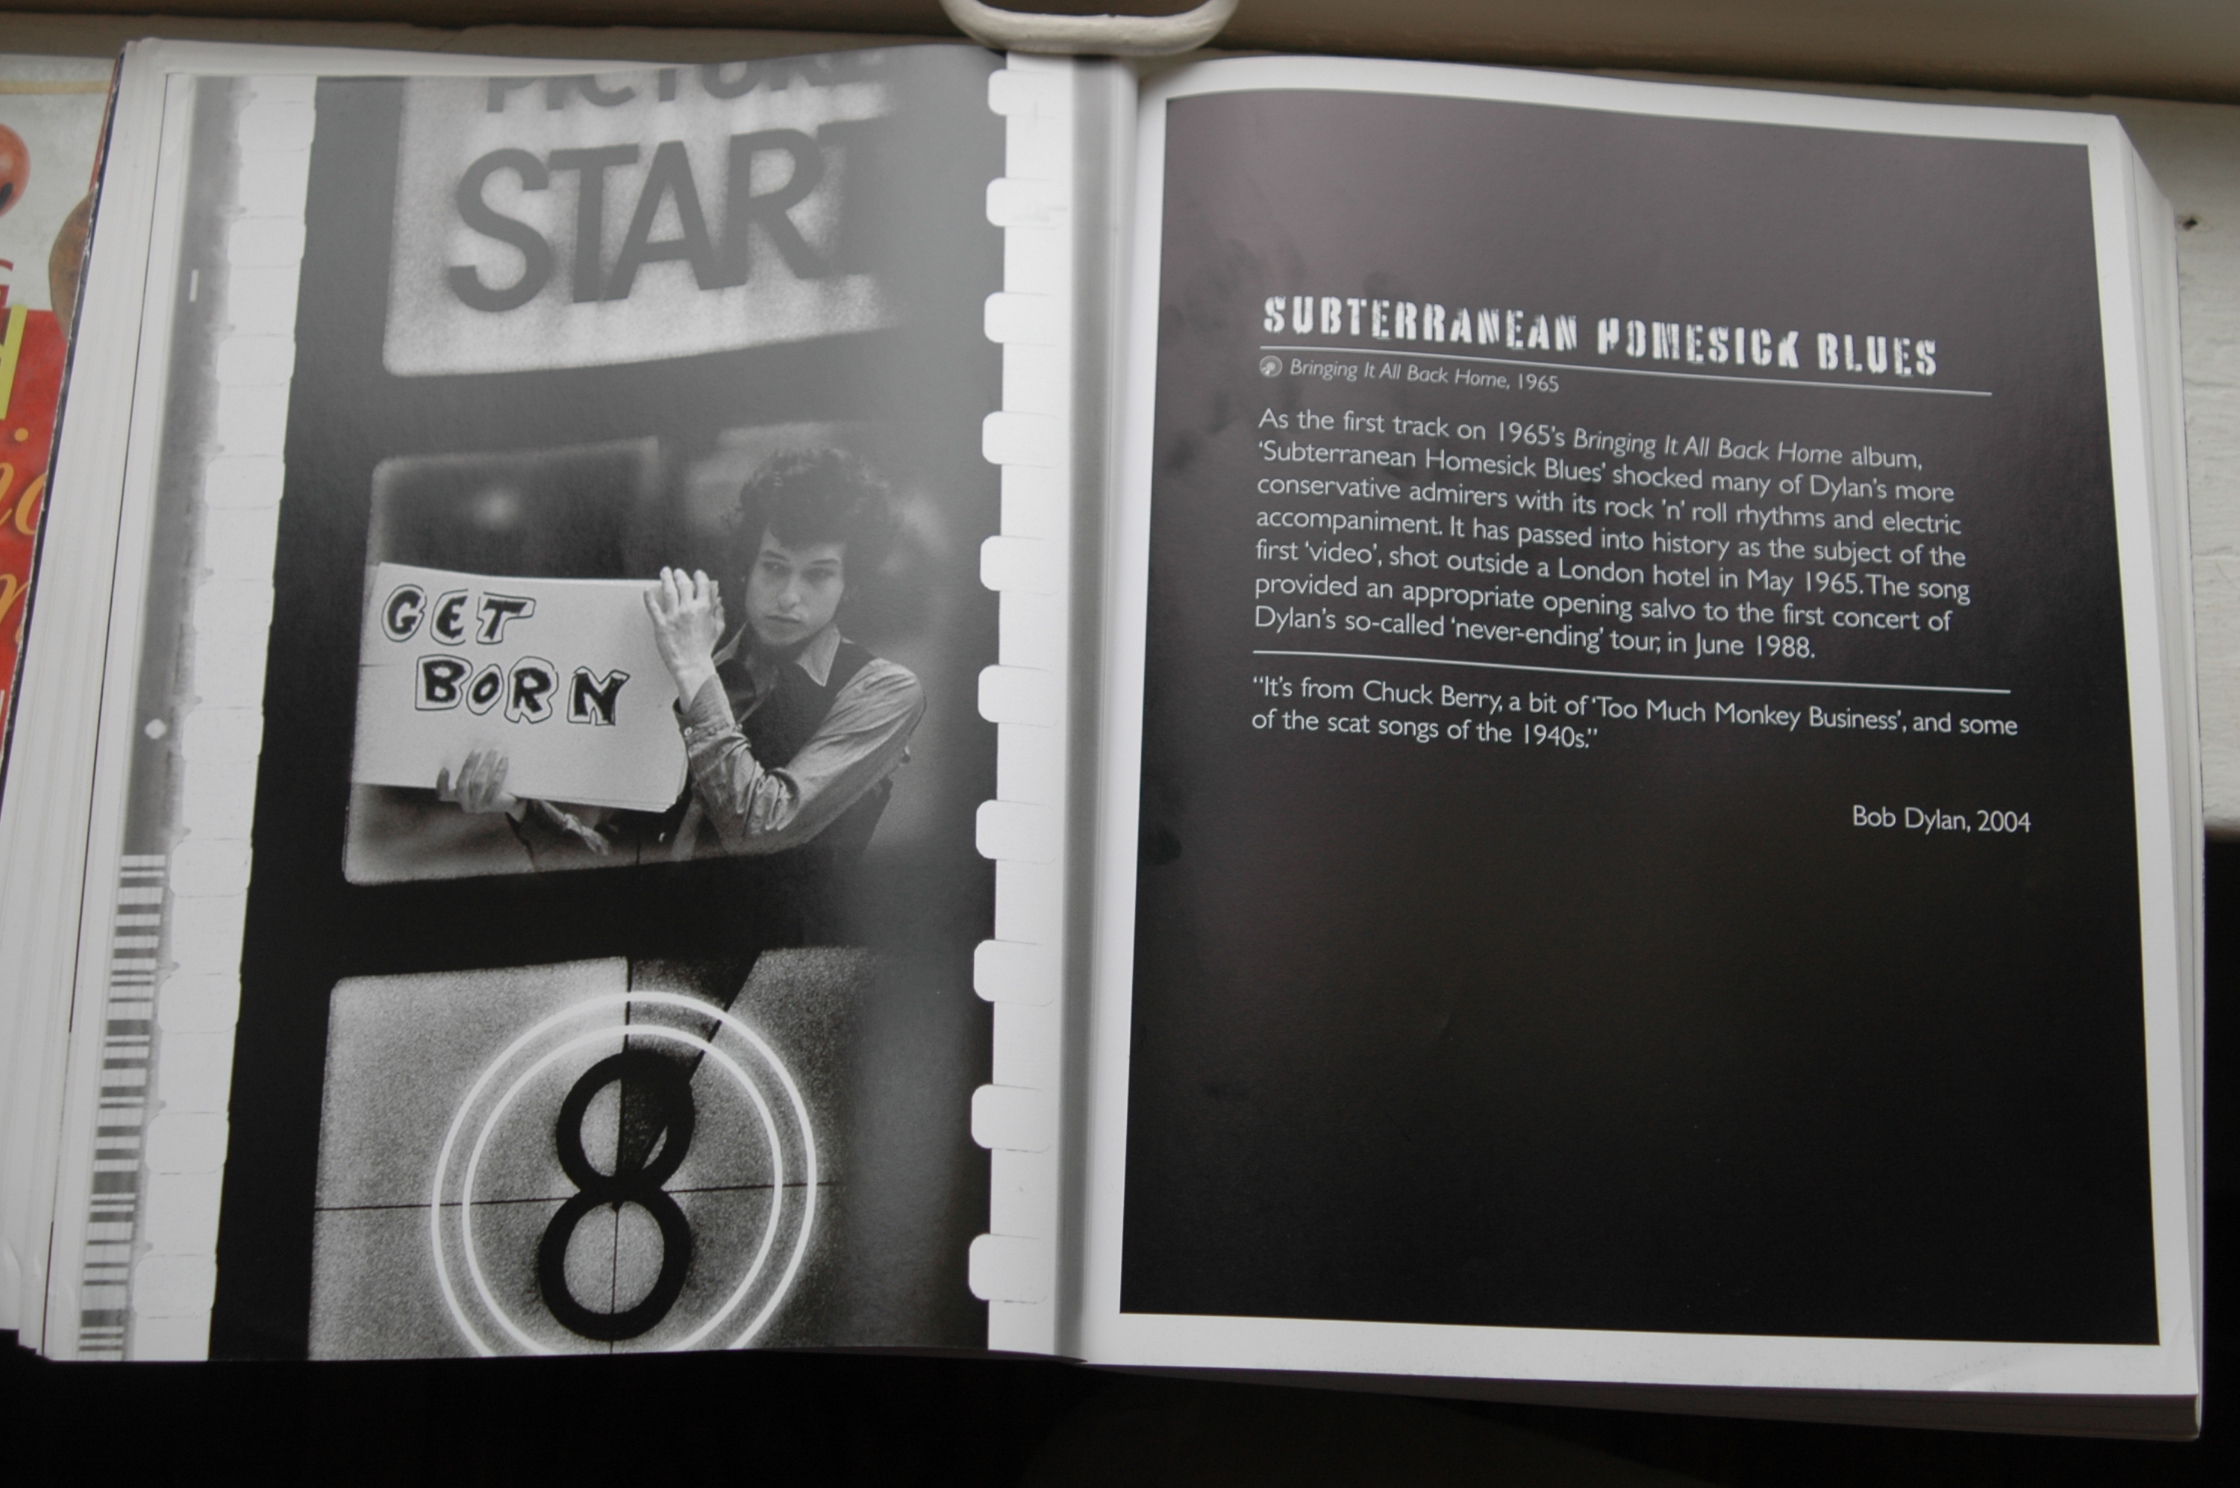 PICTURE
START
GET
BORN
8
SUBTERRANEAN HOMESICK BLUES
Bringing It All Back Home, 1965
As the first track on 1965's Bringing It All Back Home album,
'Subterranean Homesick Blues' shocked many of Dylan's more
conservative admirers with its rock 'n' roll rhythms and electric
accompaniment. It has passed into history as the subject of the
first 'video', shot outside a London hotel in May 1965. The song
provided an appropriate opening salvo to the first concert of
Dylan's so-called 'never-ending' tour, in June 1988.
"It's from Chuck Berry, a bit of 'Too Much Monkey Business', and some
of the scat songs of the 1940s."
Bob Dylan, 2004